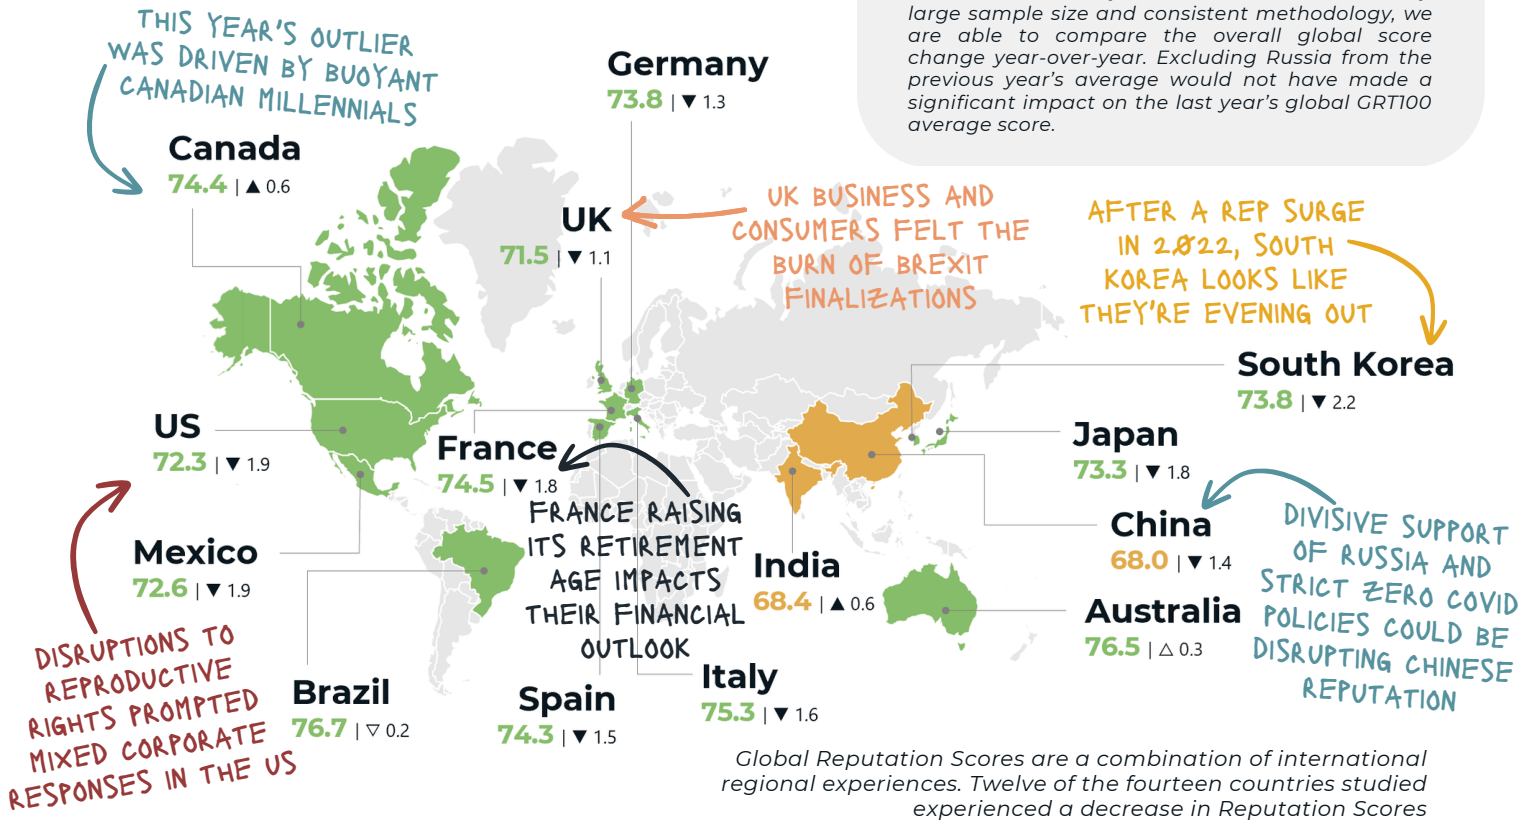 large sample size and consistent methodology, we
are able to compare the overall global score
change year-over-year. Excluding Russia from the
previous year's average would not have made a
significant impact on the last year's global GRT100
average score.
THIS YEAR'S OUTLIER
WAS DRIVEN BY BUOYANT
CANADIAN MILLENNIALS
Canada
74.4 | ▲ 0.6
Germany
73.8 | ▼ 1.3
UK
71.5 | ▼ 1.1
UK BUSINESS AND
CONSUMERS FELT THE
BURN OF BREXIT
FINALIZATIONS
AFTER A REP SURGE
IN 2022, SOUTH
KOREA LOOKS LIKE
THEY'RE EVENING OUT
South Korea
73.8 | ▼ 2.2
US
72.3 | ▼ 1.9
France
74.5 | ▼ 1.8
FRANCE RAISING
ITS RETIREMENT
AGE IMPACTS
THEIR FINANCIAL
OUTLOOK
Japan
73.3 | ▼ 1.8
China
68.0 | ▼ 1.4
DIVISIVE SUPPORT
OF RUSSIA AND
STRICT ZERO COVID
POLICIES COULD BE
DISRUPTING CHINESE
REPUTATION
Mexico
72.6 | ▼ 1.9
India
68.4 | ▲ 0.6
Australia
76.5 | △ 0.3
DISRUPTIONS TO
REPRODUCTIVE
RIGHTS PROMPTED
MIXED CORPORATE
RESPONSES IN THE US
Brazil
76.7 | ▽ 0.2
Spain
74.3 | ▼ 1.5
Italy
75.3 | ▼ 1.6
Global Reputation Scores are a combination of international
regional experiences. Twelve of the fourteen countries studied
experienced a decrease in Reputation Scores